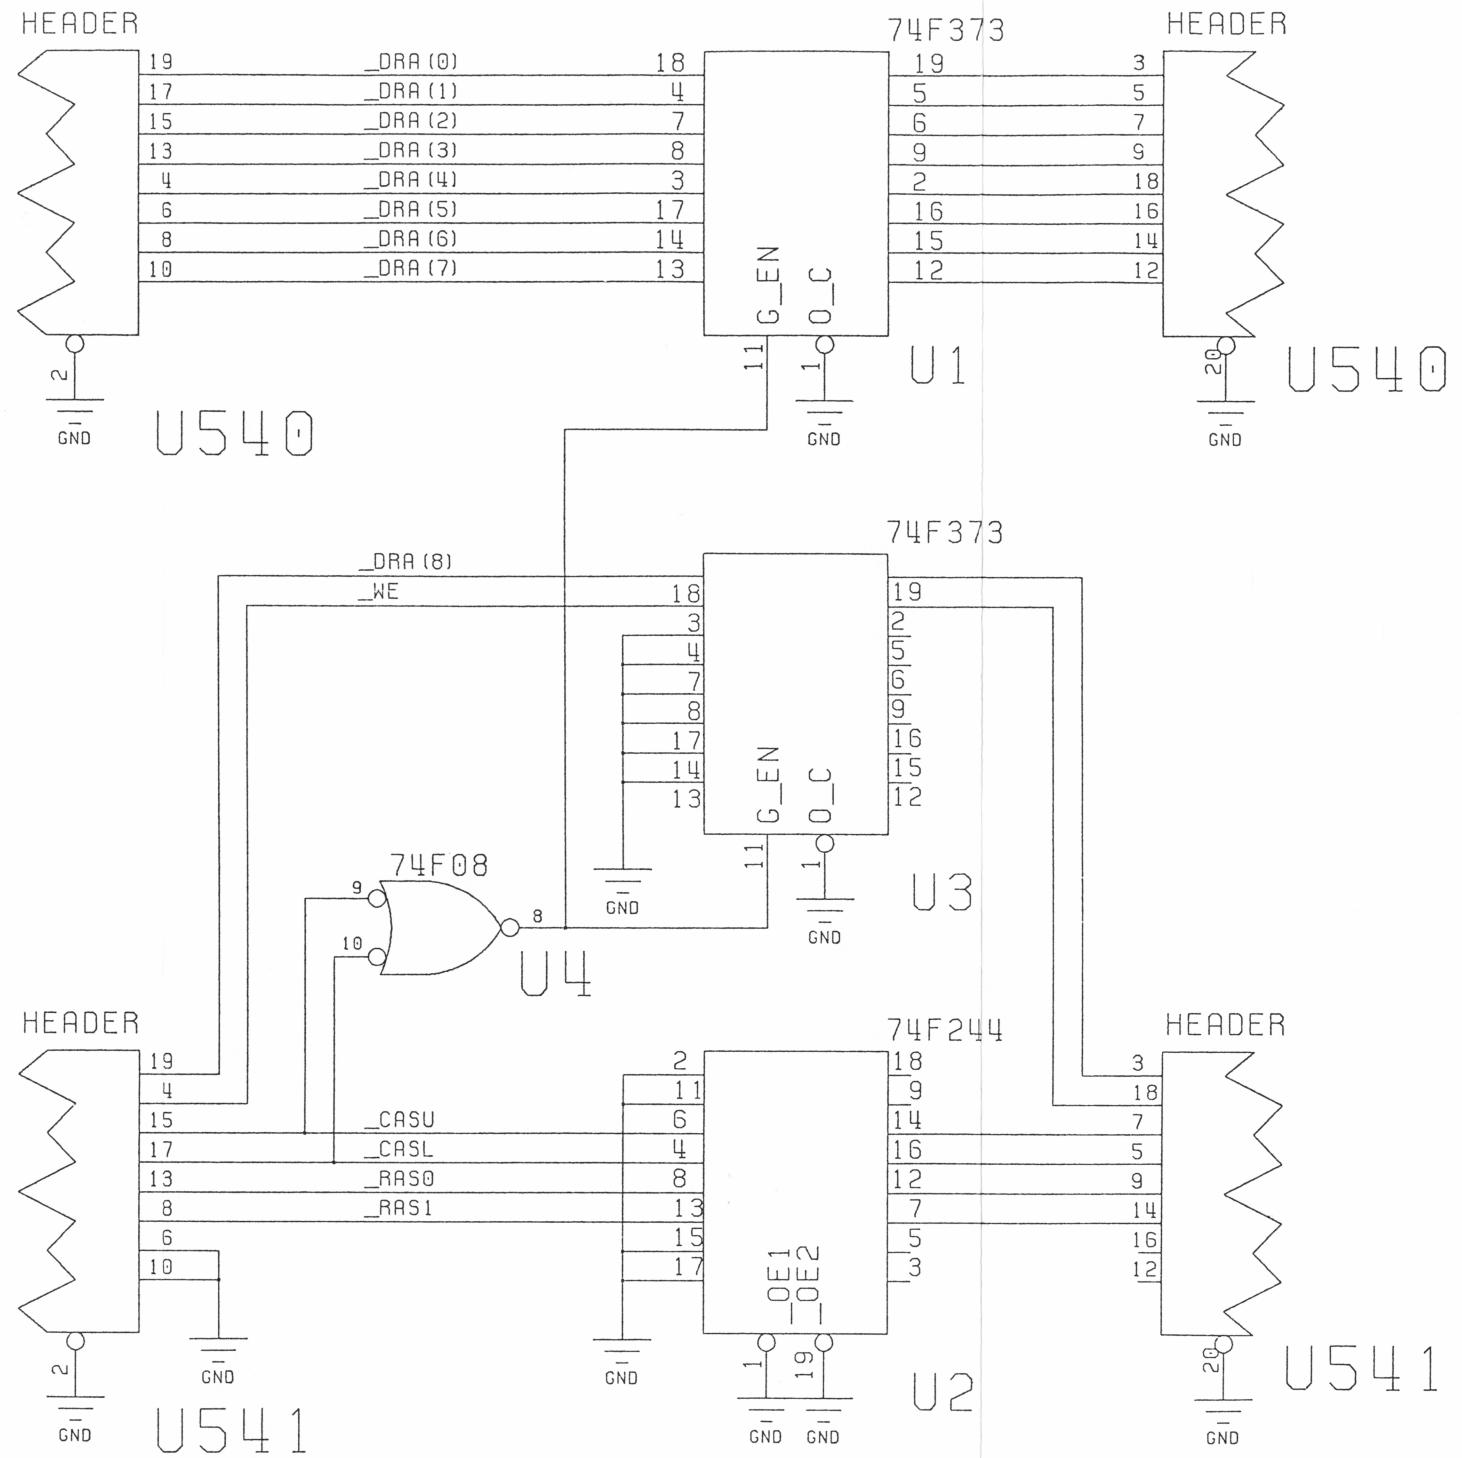 HEADER
74F373
HEADER
19 _DRA(0) 18 19 3
17 _DRA(1) 4 5 5
15 _DRA(2) 7 6 7
13 _DRA(3) 8 9 9
4 _DRA(4) 3 2 18
6 _DRA(5) 17 16 16
8 _DRA(6) 14 15 14
10 _DRA(7) 13 12 12
G_EN
O_C
2
11
1
20
GND
U540
GND
U1
GND
U540
74F373
_DRA(8)
_WE
18 19
3 2
4 5
7 6
8 9
17 16
14 15
13 12
G_EN
O_C
11
1
GND
GND
U3
74F08
9
10
8
U4
HEADER
74F244
HEADER
19 2 18 3
4 11 9 18
15 _CASU 6 14 7
17 _CASL 4 16 5
13 _RAS0 8 12 9
8 _RAS1 13 7 14
6 15 5 16
10 17 3 12
_OE1
_OE2
2
GND
GND
1
19
20
GND
U541
GND
GND
U2
GND
U541